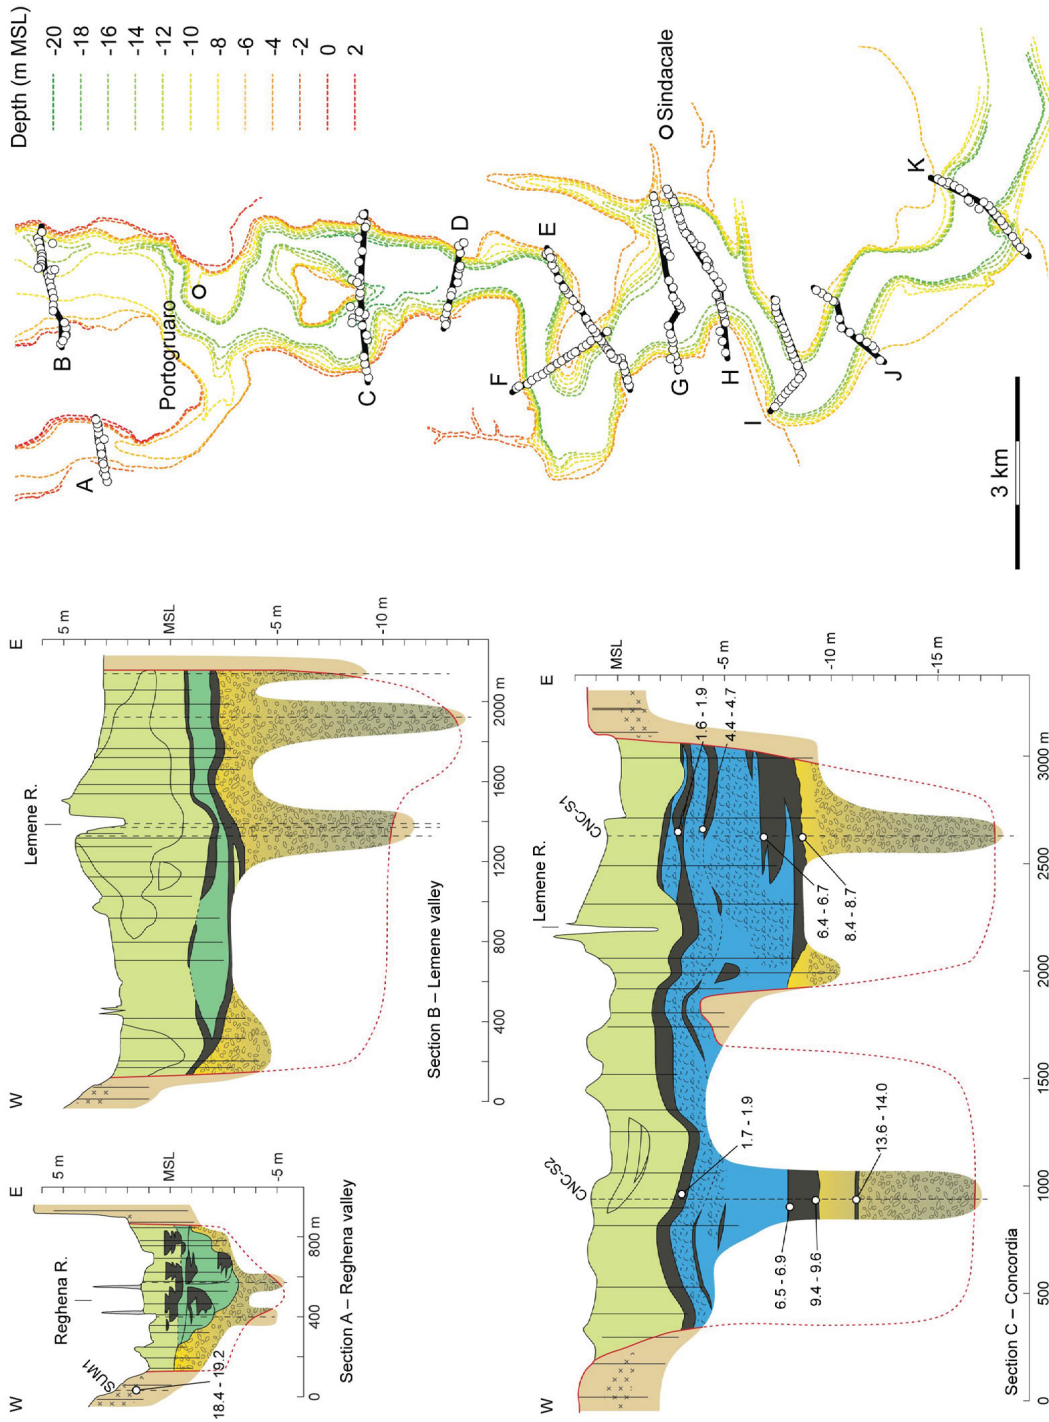 W
E
Reghena R.
SUM1
5 m
MSL
-5 m
18.4 - 19.2
0
400
800 m
Section A – Reghena valley
W
E
Lemene R.
5 m
MSL
-5 m
-10 m
0
400
800
1200
1600
2000 m
Section B – Lemene valley
Depth (m MSL)
-20
-18
-16
-14
-12
-10
-8
-6
-4
-2
0
2
A
B
Portogruaro
C
D
E
F
G
H
Sindacale
I
J
K
3 km
W
E
CNC-S2
Lemene R.
CNC-S1
MSL
-5 m
-10 m
-15 m
1.6 - 1.9
4.4 - 4.7
6.4 - 6.7
8.4 - 8.7
1.7 - 1.9
6.5 - 6.9
9.4 - 9.6
13.6 - 14.0
0
500
1000
1500
2000
2500
3000 m
Section C – Concordia